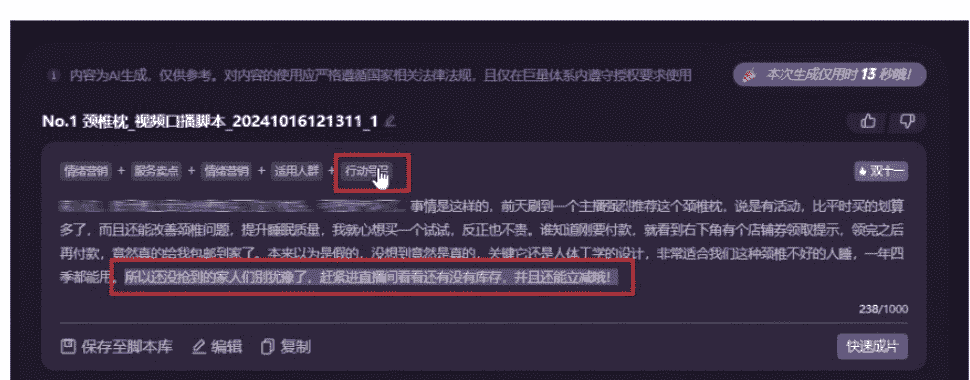 内容为AI生成，仅供参考。对内容的使用应严格遵循国家相关法律法规，且仅在巨量体系内遵守授权要求使用
本次生成仅用时 13 秒哦!
No.1 颈椎枕_视频口播脚本_20241016121311_1
情绪营销 + 服务卖点 + 情绪营销 + 适用人群 + 行动号召
双十一
事情是这样的，前天刷到一个主播强烈推荐这个颈椎枕，说是有活动，比平时买的划算
多了，而且还能改善颈椎问题，提升睡眠质量，我就心想买一个试试，反正也不贵。谁知道刚要付款，就看到右下角有个店铺券领取提示，领完之后
再付款，竟然真的给我包邮到家了。本来以为是假的，没想到竟然是真的，关键它还是人体工学的设计，非常适合我们这种颈椎不好的人睡，一年四
季都能用。所以还没抢到的家人们别犹豫了，赶紧进直播间看看还有没有库存，并且还能立减哦!
238/1000
保存至脚本库 编辑 复制
快速成片